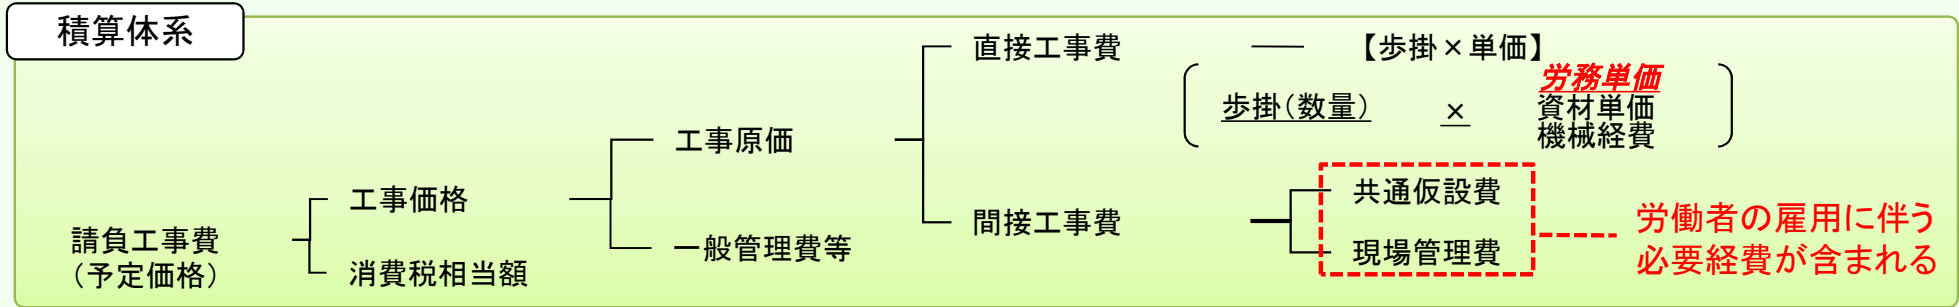 積算体系
直接工事費
【歩掛×単価】
歩掛(数量)
×
労務単価
資材単価
機械経費
工事原価
工事価格
共通仮設費
間接工事費
現場管理費
労働者の雇用に伴う
必要経費が含まれる
請負工事費
(予定価格)
一般管理費等
消費税相当額